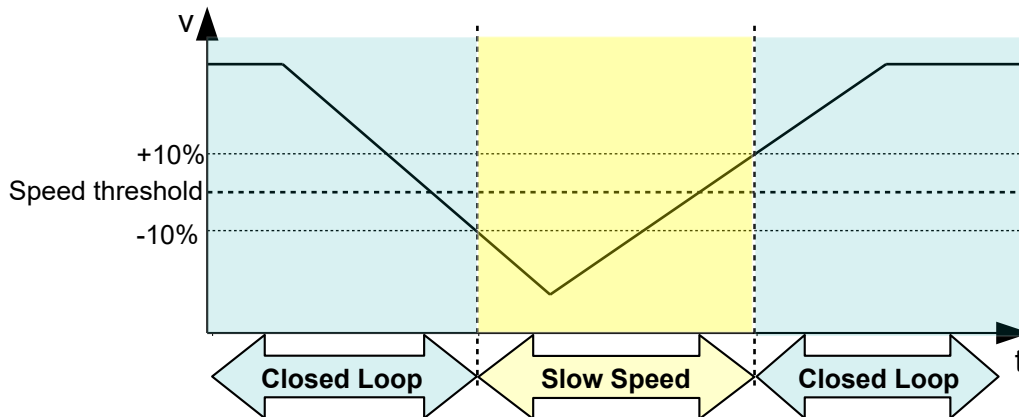 v
+10%
Speed threshold
-10%
t
Closed Loop
Slow Speed
Closed Loop